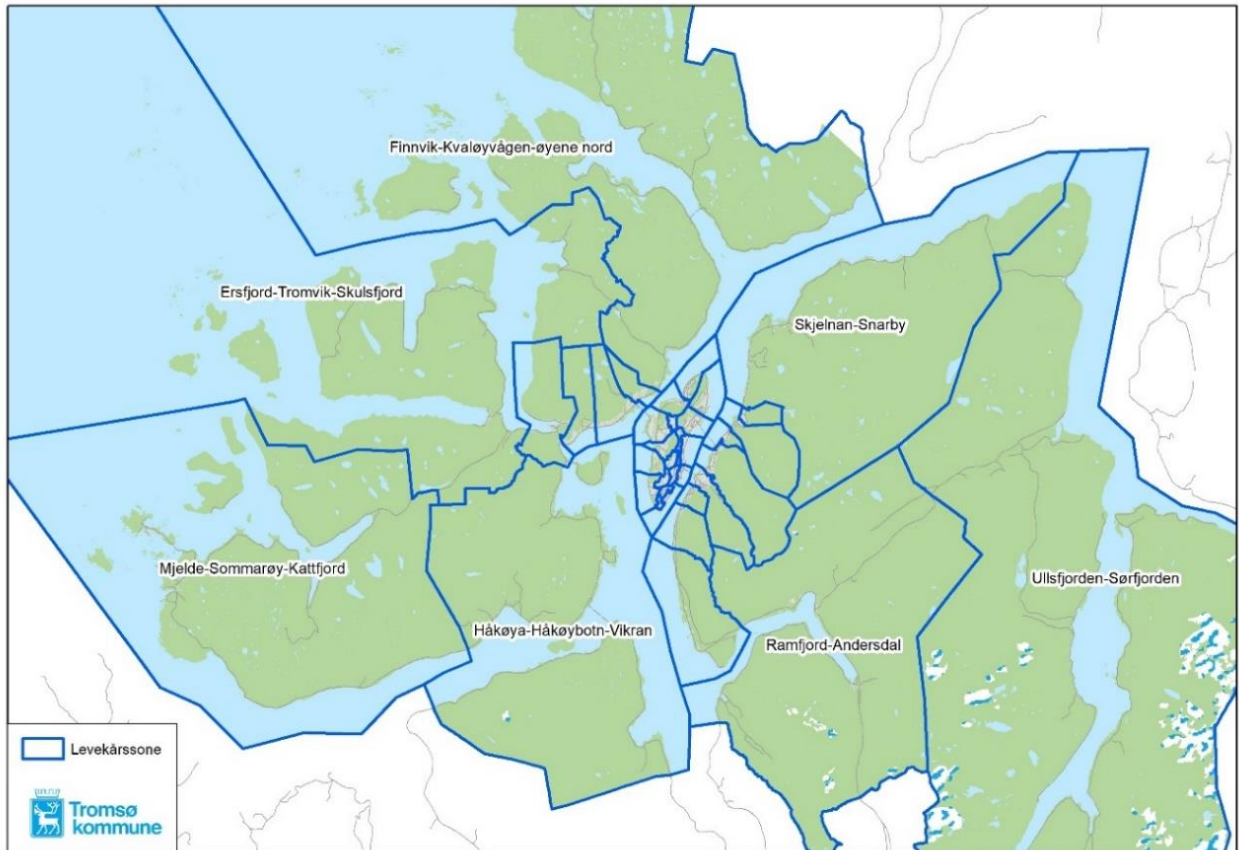 Finnvik-Kvaløyvågen-øyene nord
Ersfjord-Tromvik-Skulsfjord
Skjelnan-Snarby
Mjelde-Sommarøy-Kattfjord
Ullsfjorden-Sørfjorden
Håkøya-Håkøybotn-Vikran
Ramfjord-Andersdal
Levekårssone
Tromsø
kommune